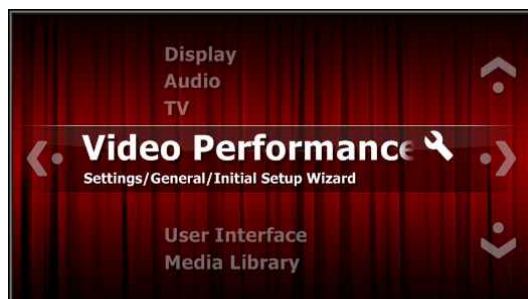 Display
Audio
TV
Video Performance
Settings/General/Initial Setup Wizard
User Interface
Media Library